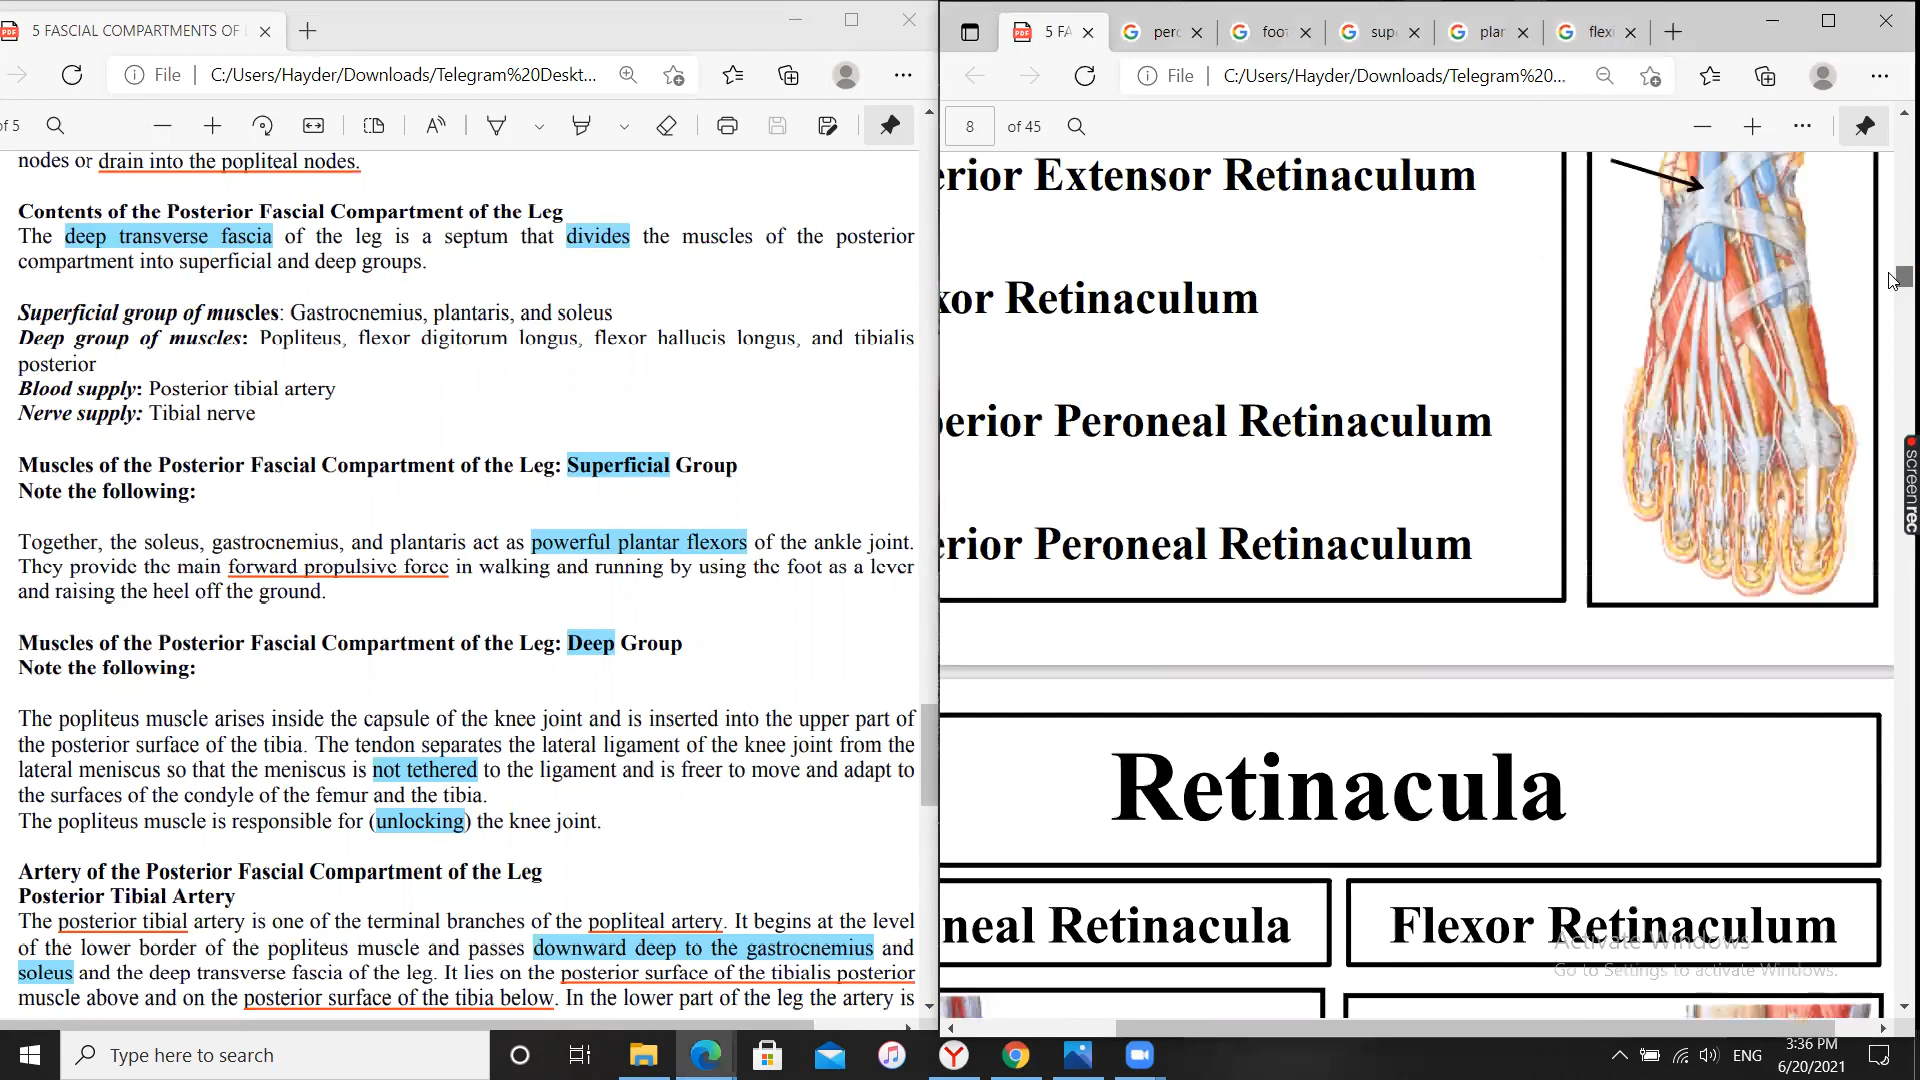 5 FASCIAL COMPARTMENTS OF
File C:/Users/Hayder/Downloads/Telegram%20Deskt...
of 5
nodes or drain into the popliteal nodes.
Contents of the Posterior Fascial Compartment of the Leg
The deep transverse fascia of the leg is a septum that divides the muscles of the posterior
compartment into superficial and deep groups.
Superficial group of muscles: Gastrocnemius, plantaris, and soleus
Deep group of muscles: Popliteus, flexor digitorum longus, flexor hallucis longus, and tibialis
posterior
Blood supply: Posterior tibial artery
Nerve supply: Tibial nerve
Muscles of the Posterior Fascial Compartment of the Leg: Superficial Group
Note the following:
Together, the soleus, gastrocnemius, and plantaris act as powerful plantar flexors of the ankle joint.
They provide the main forward propulsive force in walking and running by using the foot as a lever
and raising the heel off the ground.
Muscles of the Posterior Fascial Compartment of the Leg: Deep Group
Note the following:
The popliteus muscle arises inside the capsule of the knee joint and is inserted into the upper part of
the posterior surface of the tibia. The tendon separates the lateral ligament of the knee joint from the
lateral meniscus so that the meniscus is not tethered to the ligament and is freer to move and adapt to
the surfaces of the condyle of the femur and the tibia.
The popliteus muscle is responsible for (unlocking) the knee joint.
Artery of the Posterior Fascial Compartment of the Leg
Posterior Tibial Artery
The posterior tibial artery is one of the terminal branches of the popliteal artery. It begins at the level
of the lower border of the popliteus muscle and passes downward deep to the gastrocnemius and
soleus and the deep transverse fascia of the leg. It lies on the posterior surface of the tibialis posterior
muscle above and on the posterior surface of the tibia below. In the lower part of the leg the artery is
5 FA
perc
foot
sup
plar
flexi
File C:/Users/Hayder/Downloads/Telegram%20...
8 of 45
erior Extensor Retinaculum
xor Retinaculum
perior Peroneal Retinaculum
erior Peroneal Retinaculum
Retinacula
neal Retinacula
Flexor Retinaculum
Activate Windows
Go to Settings to activate Windows.
screenrec
Type here to search
ENG
3:36 PM
6/20/2021